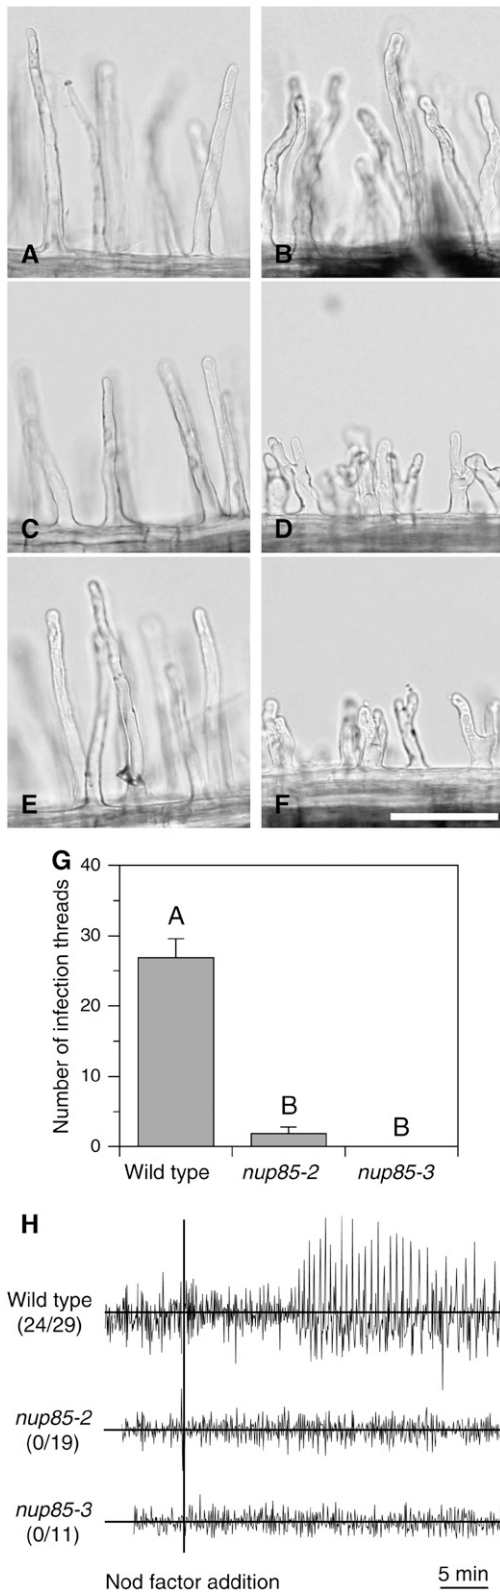 A
B
C
D
E
F
G
40
30
20
10
0
Number of infection threads
A
B
B
Wild type
nup85-2
nup85-3
H
Wild type
(24/29)
nup85-2
(0/19)
nup85-3
(0/11)
Nod factor addition
5 min